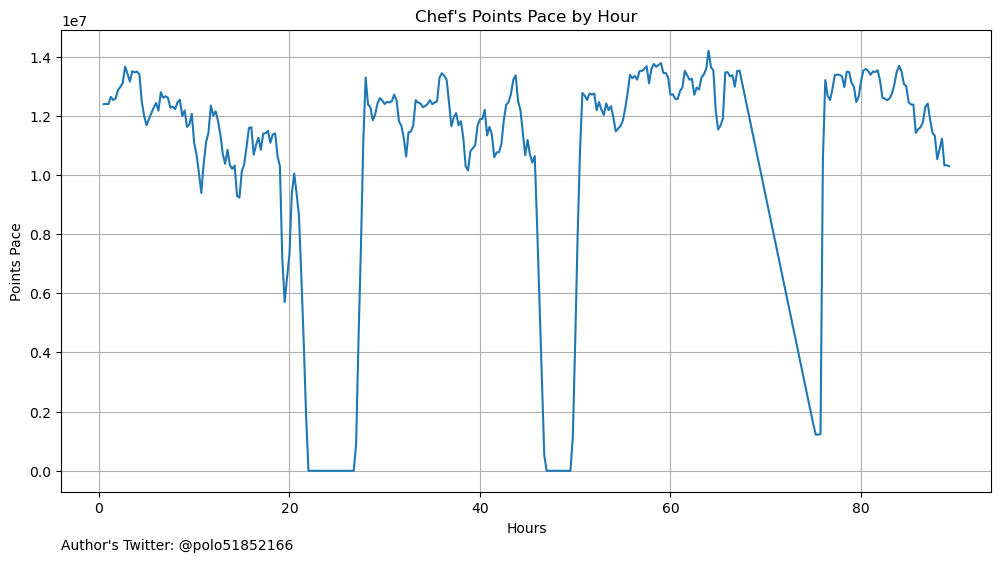 Chef's Points Pace by Hour
1e7
1.4
1.2
1.0
0.8
0.6
0.4
0.2
0.0
Points Pace
0 20 40 60 80
Hours
Author's Twitter: @polo51852166